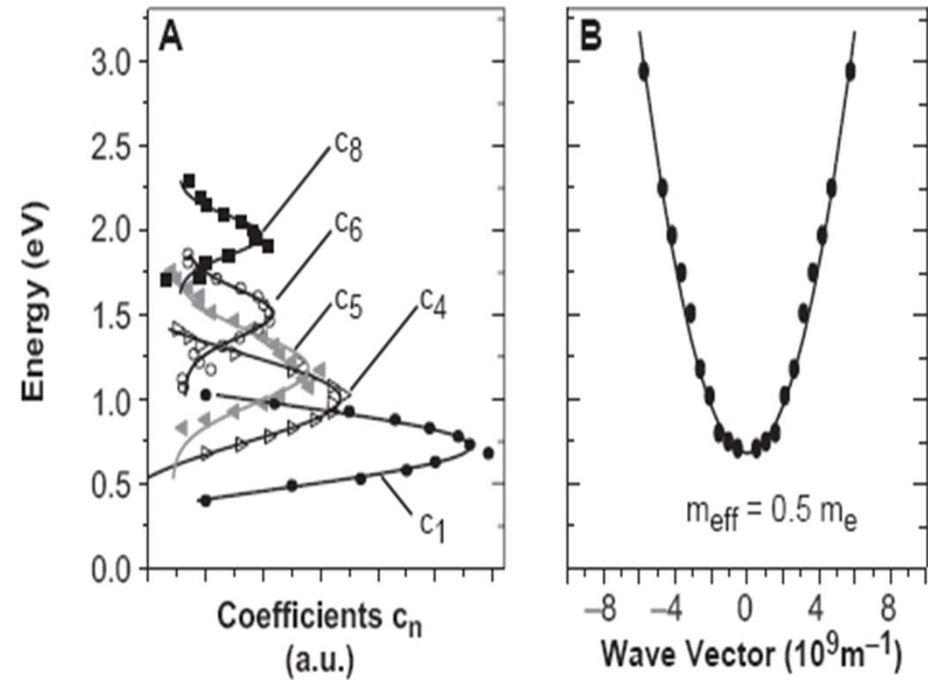 A
B
3.0
2.5
2.0
1.5
1.0
0.5
0.0
Energy (eV)
c8
c6
c5
c4
c1
Coefficients cn
(a.u.)
meff = 0.5 me
−8 −4 0 4 8
Wave Vector (10⁹m⁻¹)